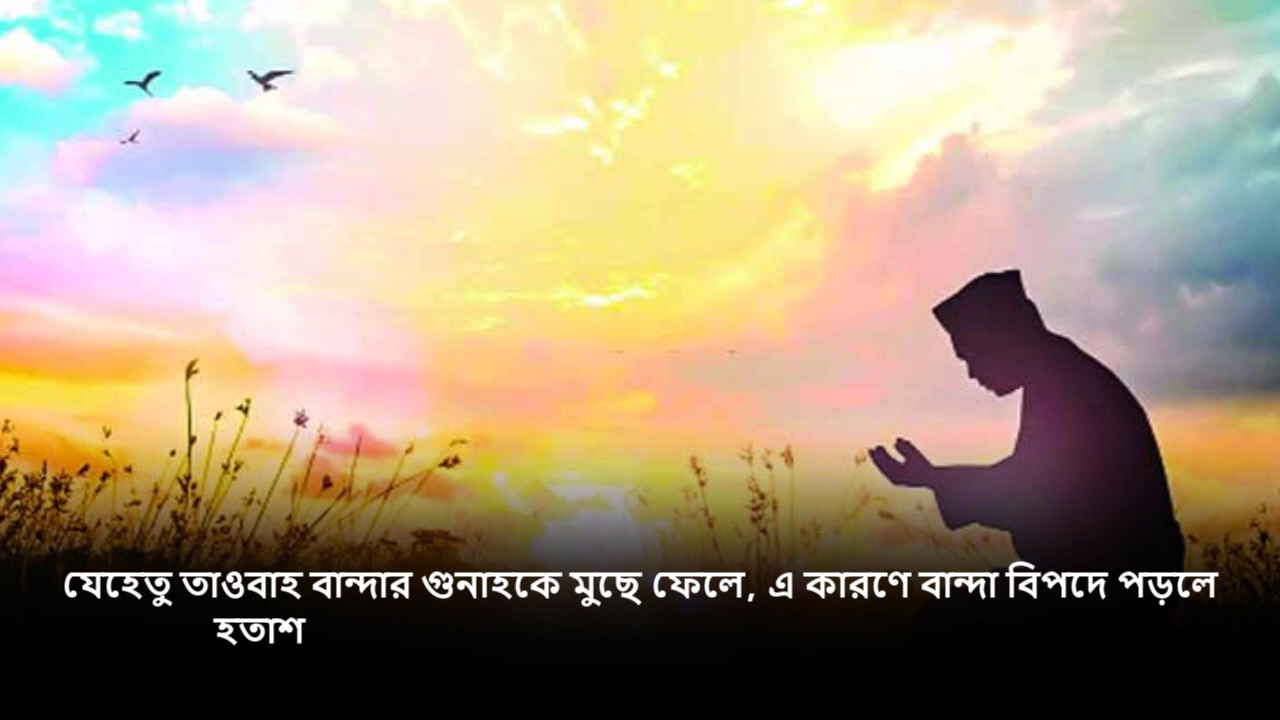 যেহেতু তাওবাহ বান্দার গুনাহকে মুছে ফেলে, এ কারণে বান্দা বিপদে পড়লে
হতাশ